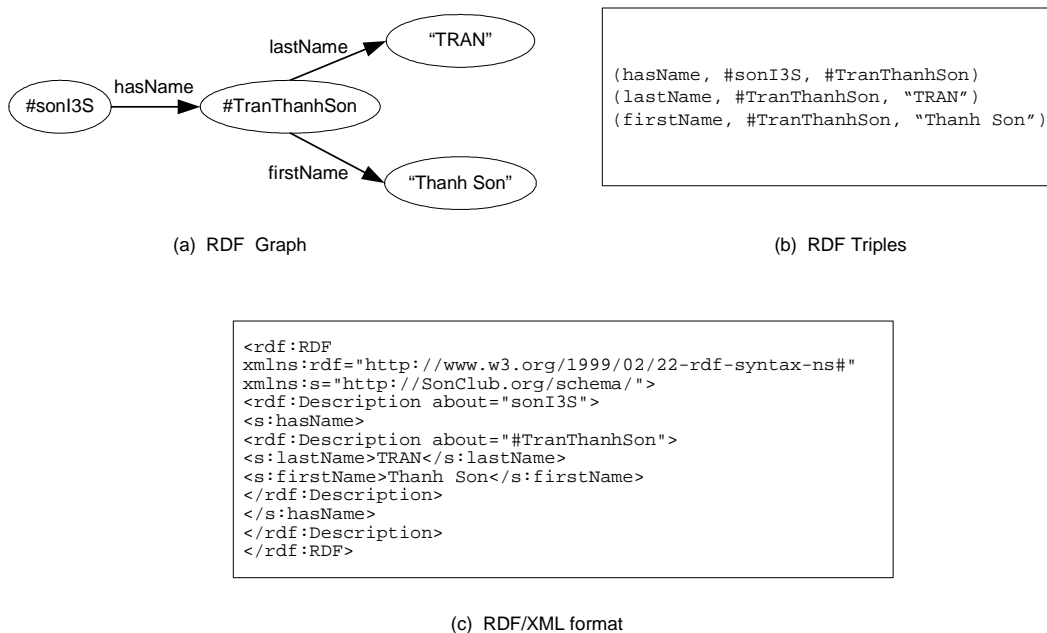 lastName
“TRAN”
hasName
#sonI3S
#TranThanhSon
firstName
“Thanh Son”
(a) RDF Graph
(hasName, #sonI3S, #TranThanhSon)
(lastName, #TranThanhSon, “TRAN”)
(firstName, #TranThanhSon, “Thanh Son”)
(b) RDF Triples
<rdf:RDF
xmlns:rdf="http://www.w3.org/1999/02/22-rdf-syntax-ns#"
xmlns:s="http://SonClub.org/schema/">
<rdf:Description about="sonI3S">
<s:hasName>
<rdf:Description about="#TranThanhSon">
<s:lastName>TRAN</s:lastName>
<s:firstName>Thanh Son</s:firstName>
</rdf:Description>
</s:hasName>
</rdf:Description>
</rdf:RDF>
(c) RDF/XML format